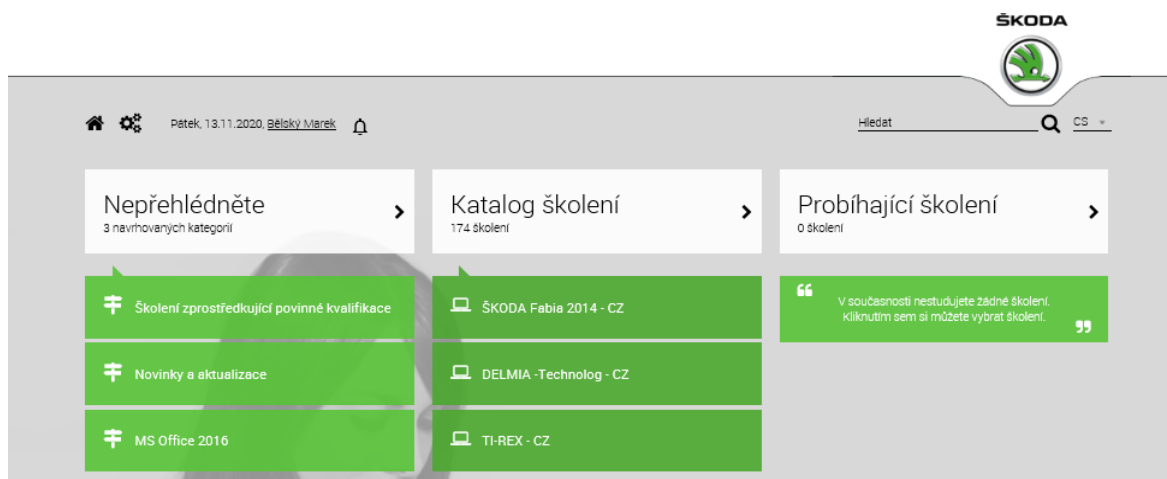 ŠKODA
Pátek, 13.11.2020, Bělský Marek
Hledat
CS
Nepřehlédněte
3 navrhovaných kategorií
Katalog školení
174 školení
Probíhající školení
0 školení
Školení zprostředkující povinné kvalifikace
Novinky a aktualizace
MS Office 2016
ŠKODA Fabia 2014 - CZ
DELMIA -Technolog - CZ
TI-REX - CZ
V současnosti nestudujete žádné školení.
Kliknutím sem si můžete vybrat školení.